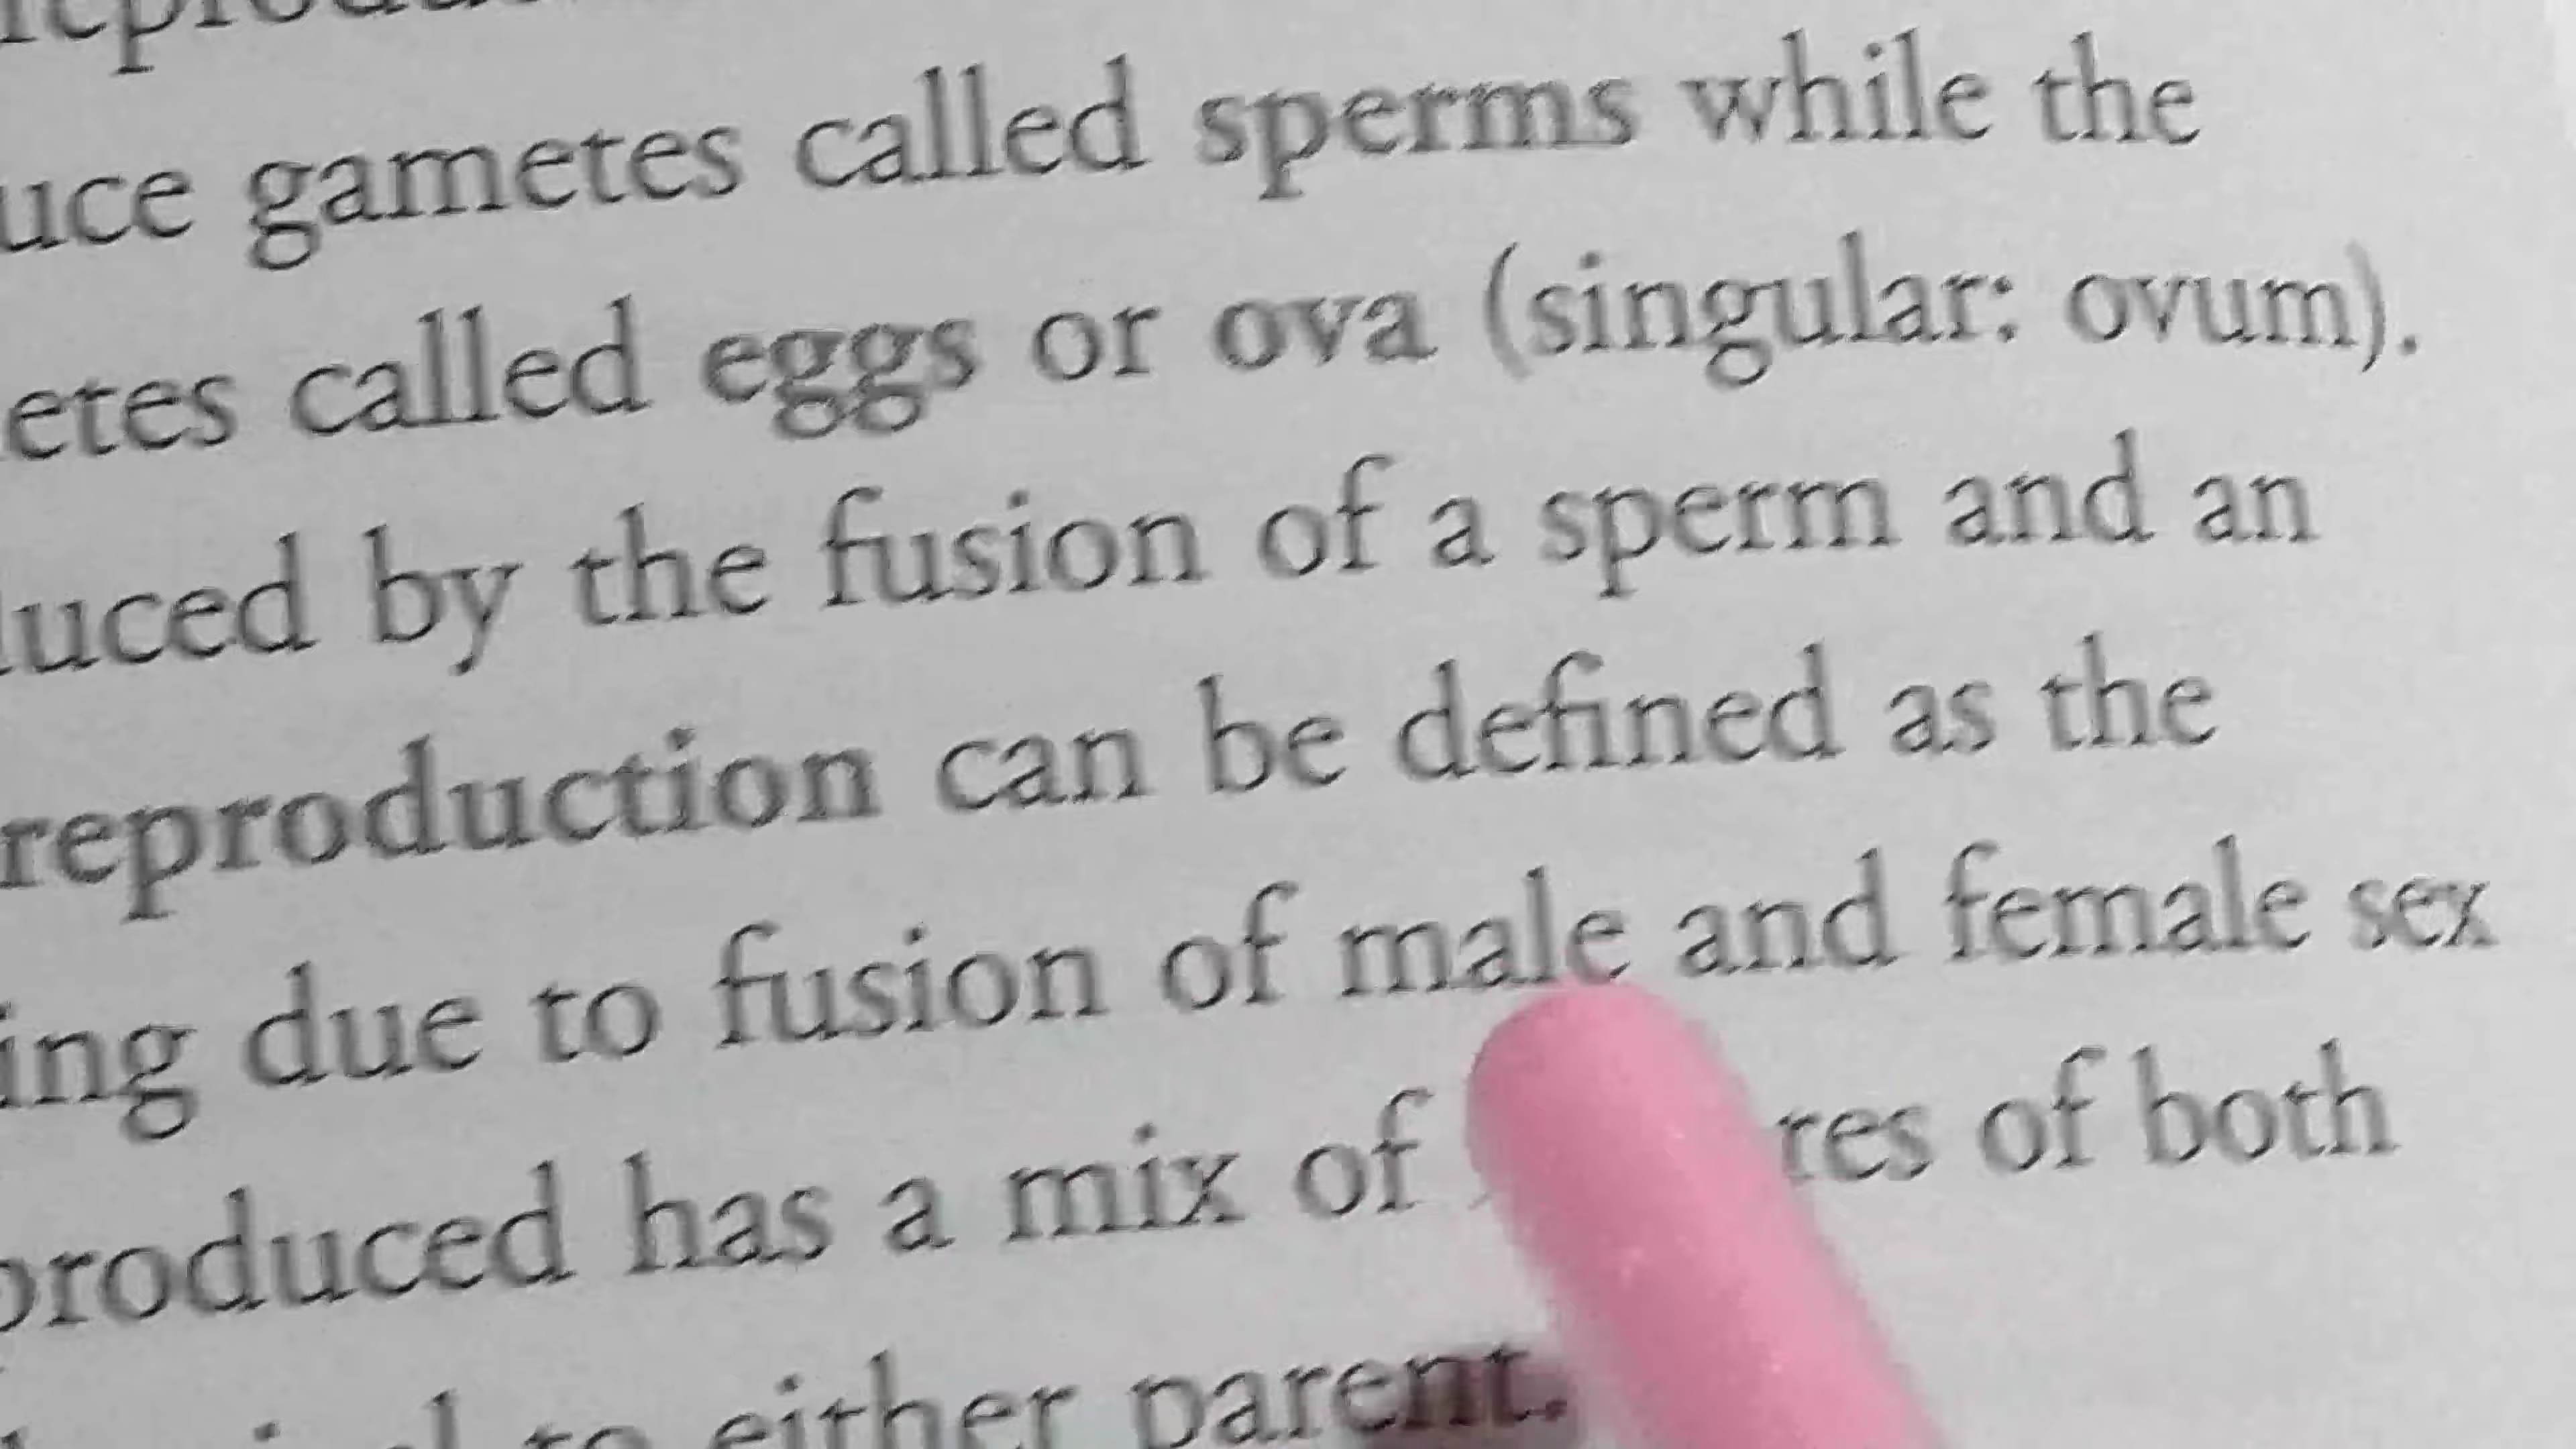 uce gametes called sperms while the
etes called eggs or ova (singular: ovum).
uced by the fusion of a sperm and an
reproduction can be defined as the
ing due to fusion of male and female sex
produced has a mix of res of both
to either parent.